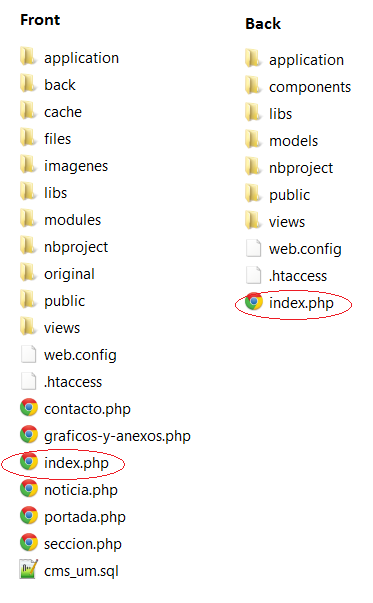 Front
application
back
cache
files
imagenes
libs
modules
nbproject
original
public
views
web.config
.htaccess
contacto.php
graficos-y-anexos.php
index.php
noticia.php
portada.php
seccion.php
cms_um.sql
Back
application
components
libs
models
nbproject
public
views
web.config
.htaccess
index.php